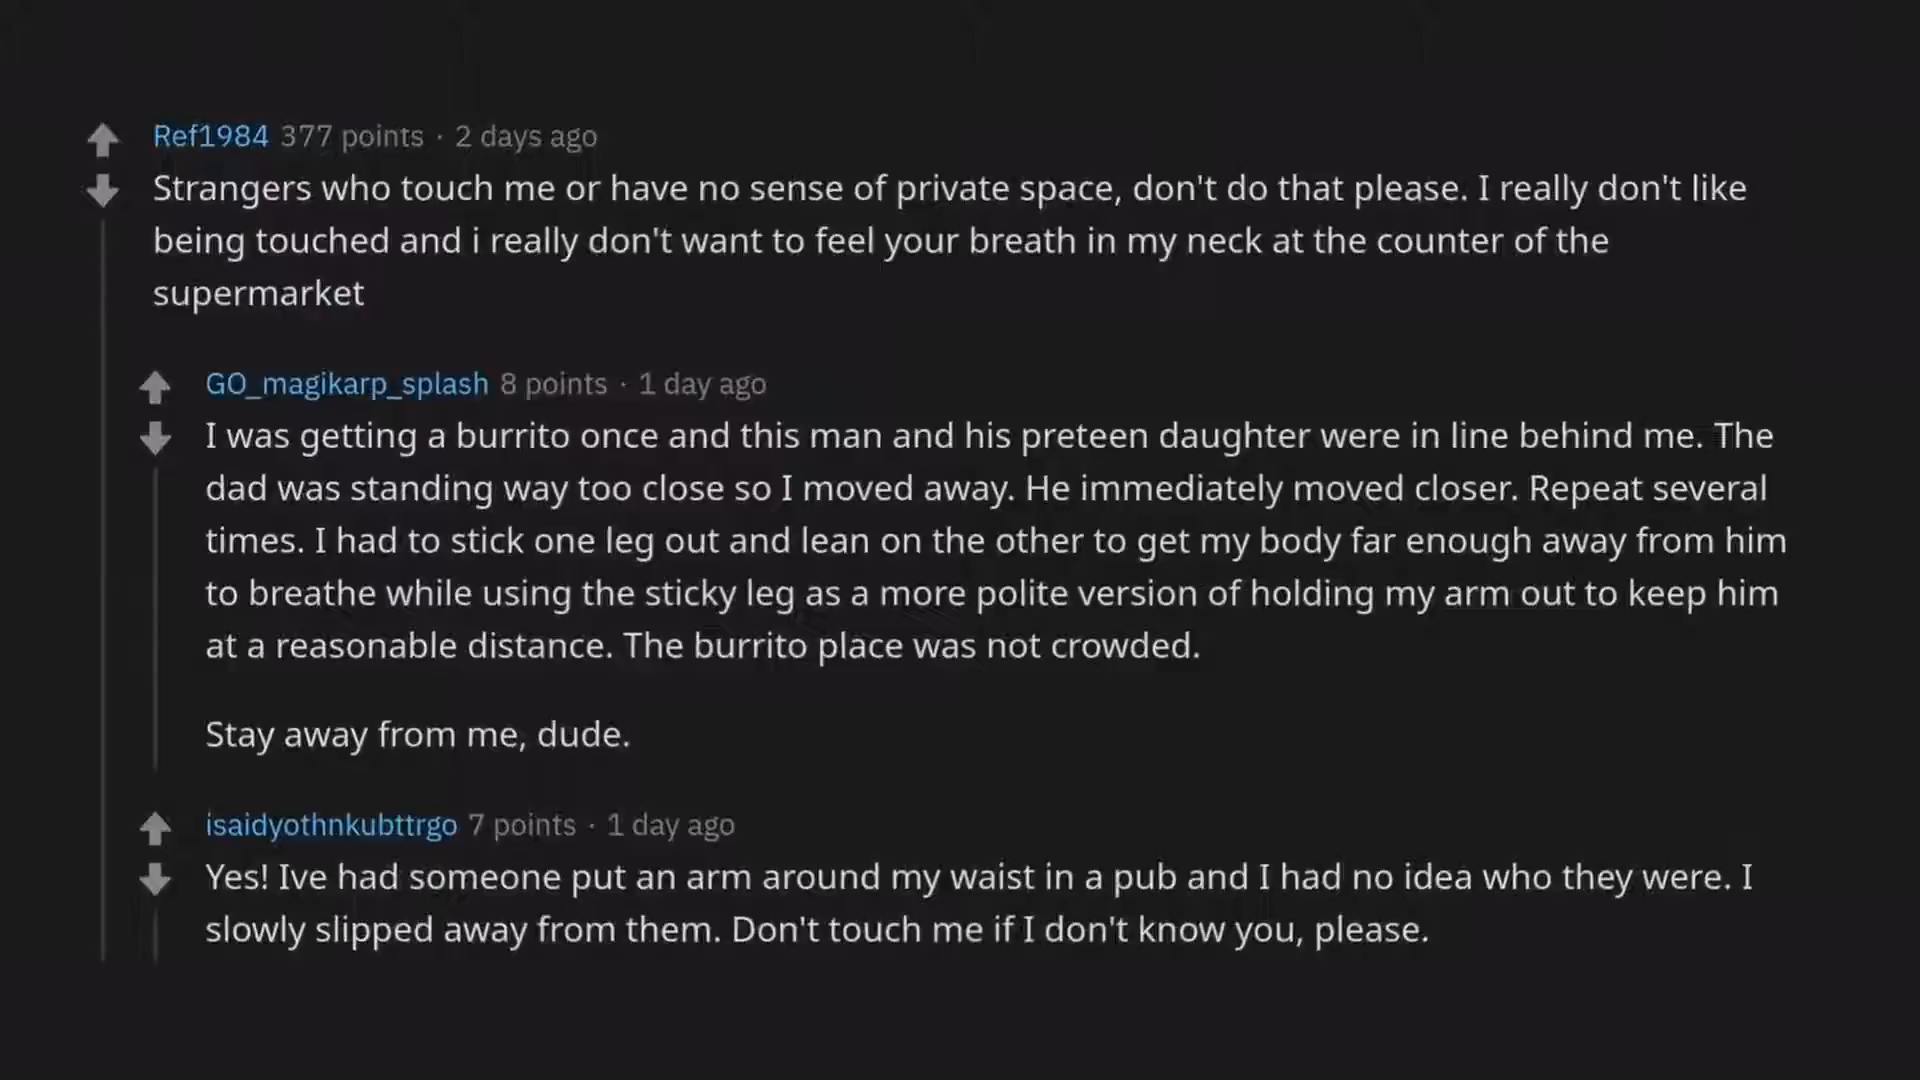 Ref1984 377 points · 2 days ago
Strangers who touch me or have no sense of private space, don't do that please. I really don't like
being touched and i really don't want to feel your breath in my neck at the counter of the
supermarket
GO_magikarp_splash 8 points · 1 day ago
I was getting a burrito once and this man and his preteen daughter were in line behind me. The
dad was standing way too close so I moved away. He immediately moved closer. Repeat several
times. I had to stick one leg out and lean on the other to get my body far enough away from him
to breathe while using the sticky leg as a more polite version of holding my arm out to keep him
at a reasonable distance. The burrito place was not crowded.
Stay away from me, dude.
isaidyothnkubttrgo 7 points · 1 day ago
Yes! Ive had someone put an arm around my waist in a pub and I had no idea who they were. I
slowly slipped away from them. Don't touch me if I don't know you, please.